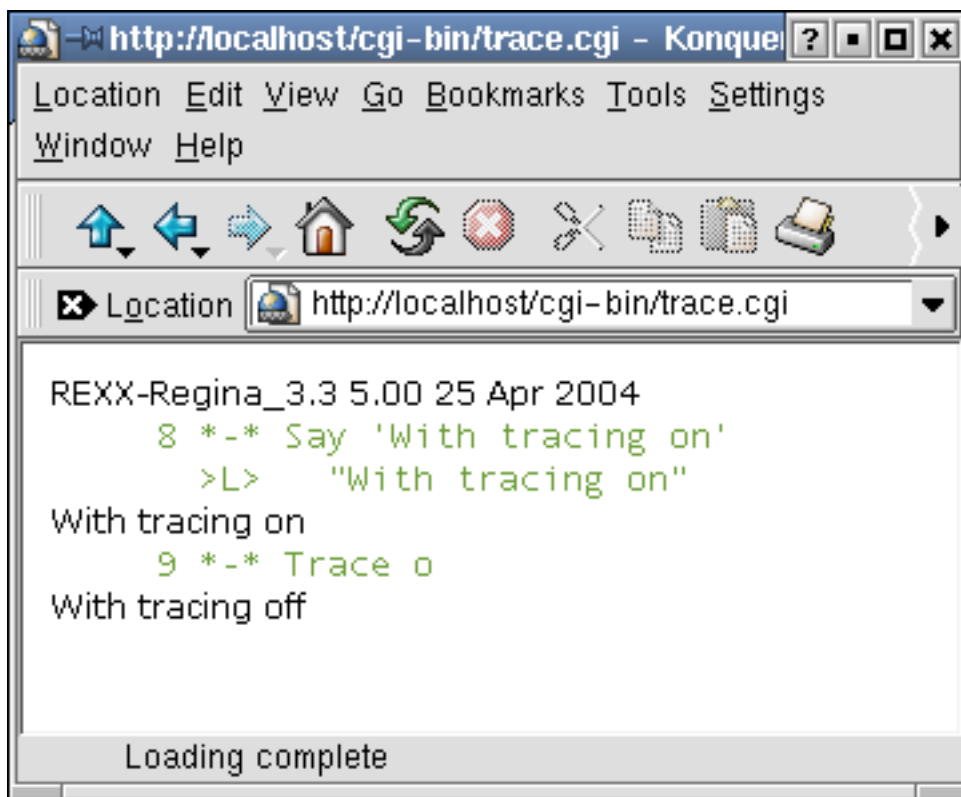 http://localhost/cgi-bin/trace.cgi - Konque
Location Edit View Go Bookmarks Tools Settings
Window Help
Location http://localhost/cgi-bin/trace.cgi
REXX-Regina_3.3 5.00 25 Apr 2004
8 *-* Say 'With tracing on'
>L> "With tracing on"
With tracing on
9 *-* Trace o
With tracing off
Loading complete